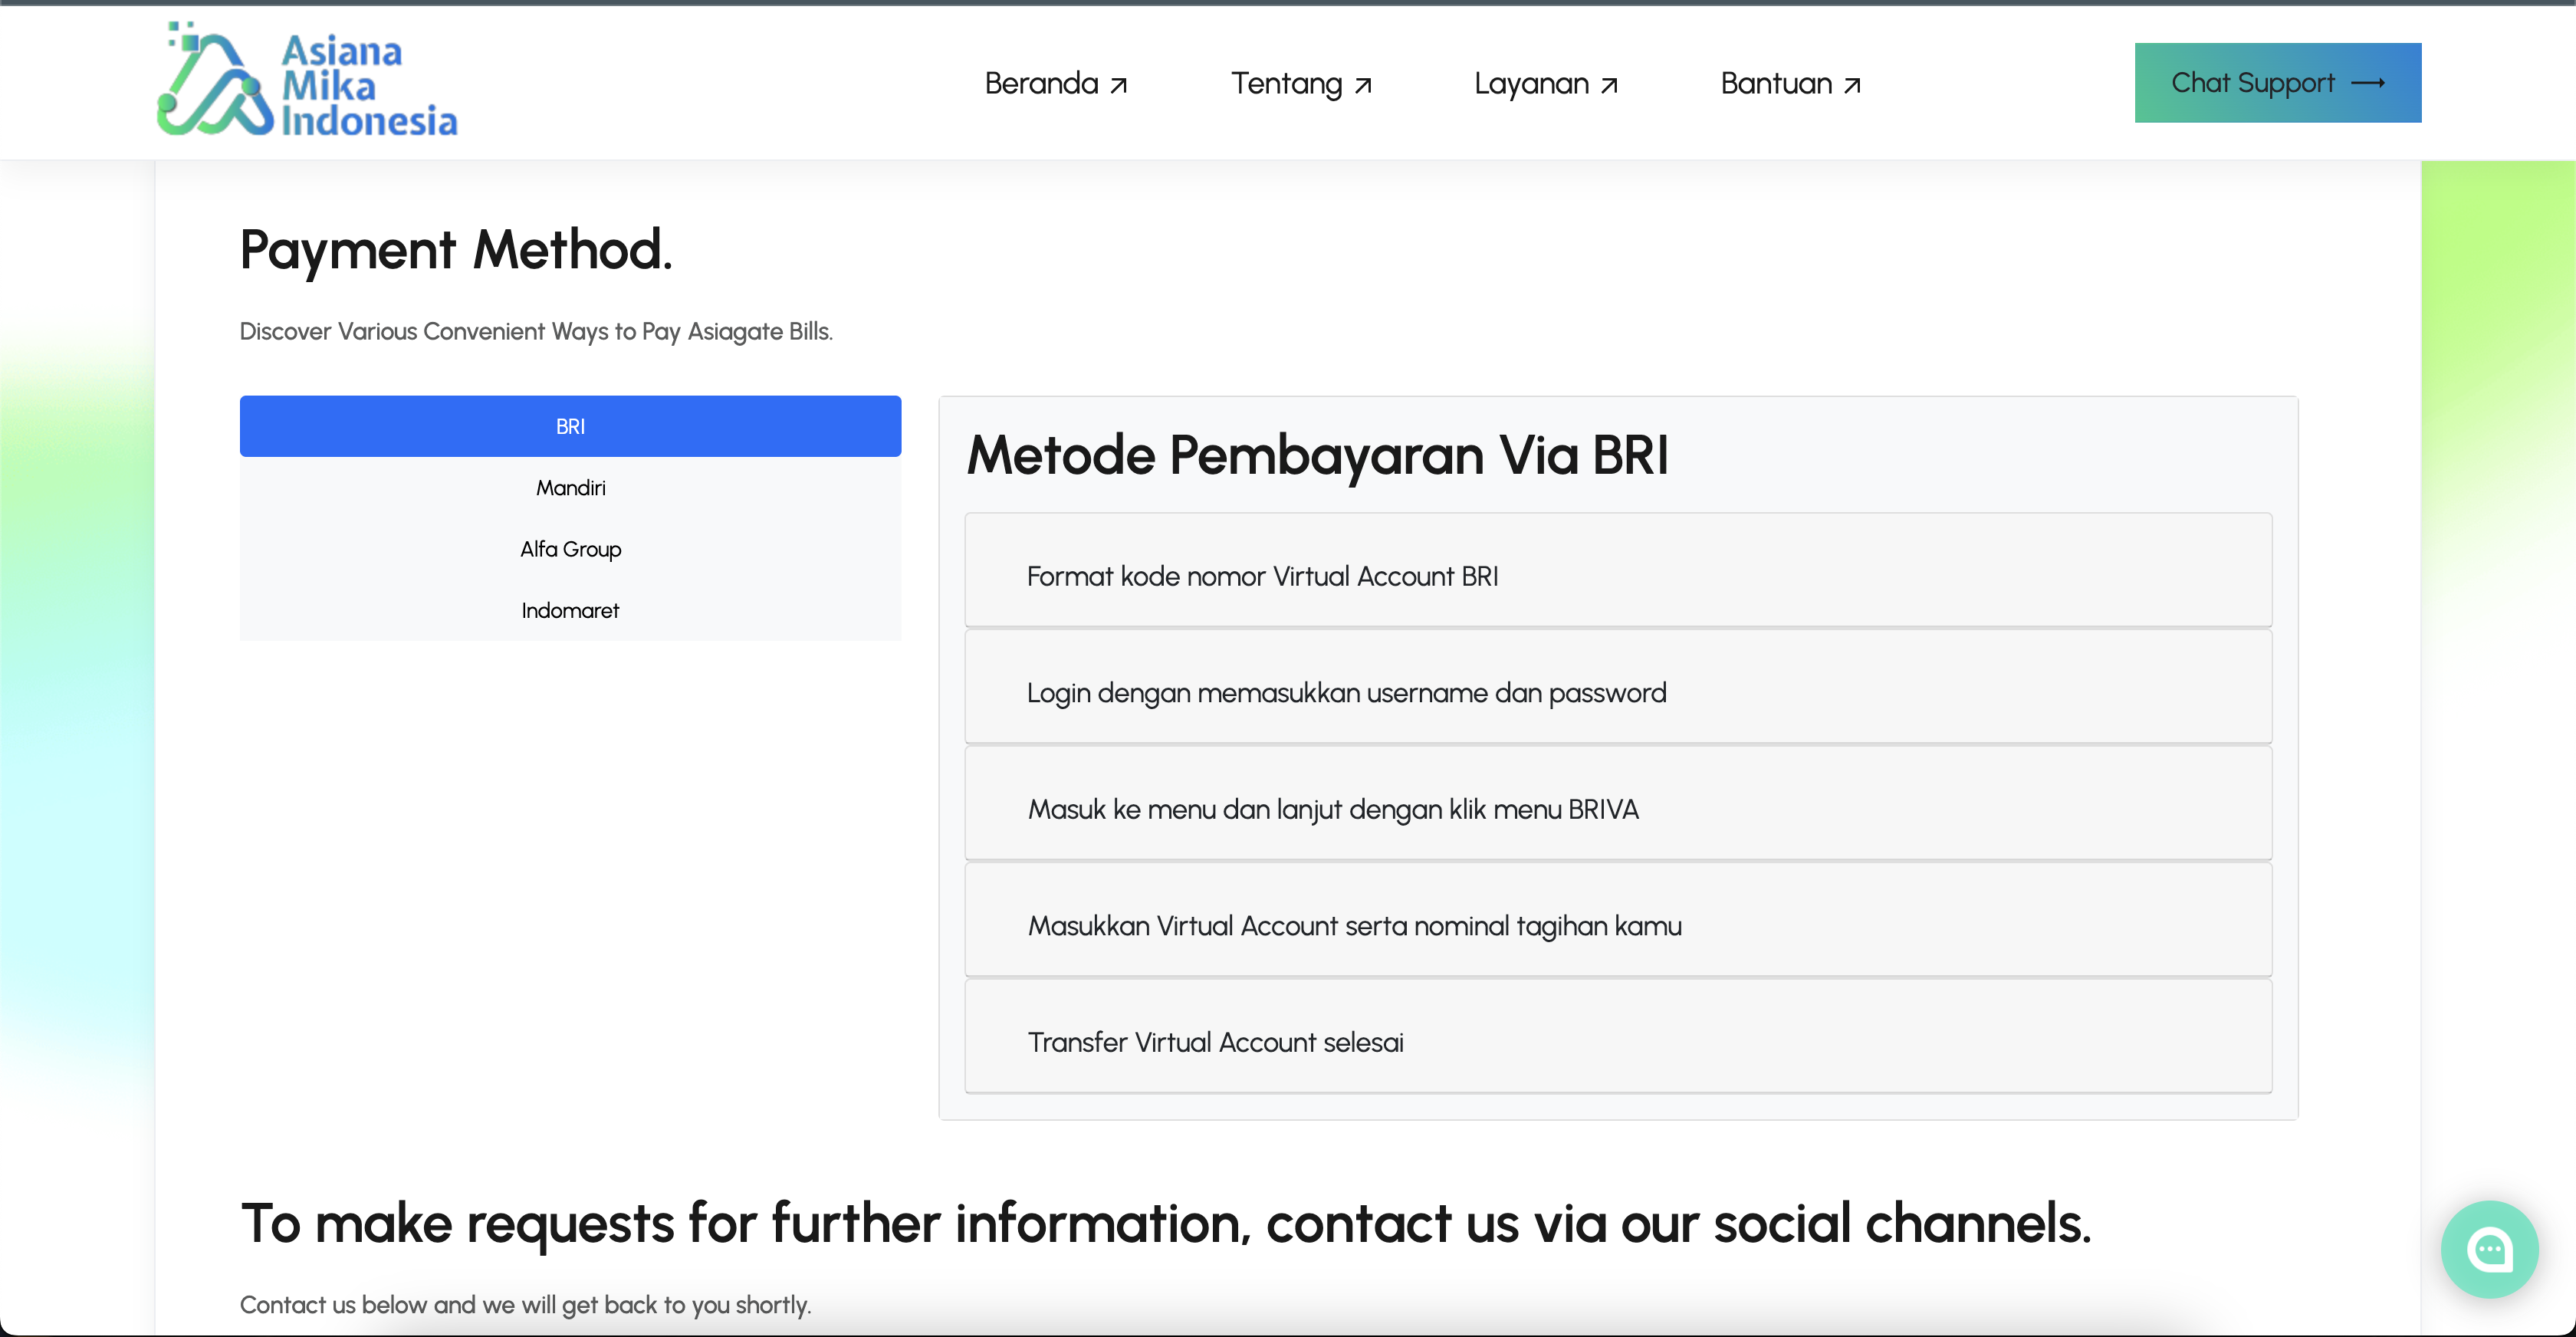 Asiana
Mika
Indonesia
Beranda
Tentang
Layanan
Bantuan
Chat Support
Payment Method.
Discover Various Convenient Ways to Pay Asiagate Bills.
BRI
Mandiri
Alfa Group
Indomaret
Metode Pembayaran Via BRI
Format kode nomor Virtual Account BRI
Login dengan memasukkan username dan password
Masuk ke menu dan lanjut dengan klik menu BRIVA
Masukkan Virtual Account serta nominal tagihan kamu
Transfer Virtual Account selesai
To make requests for further information, contact us via our social channels.
Contact us below and we will get back to you shortly.